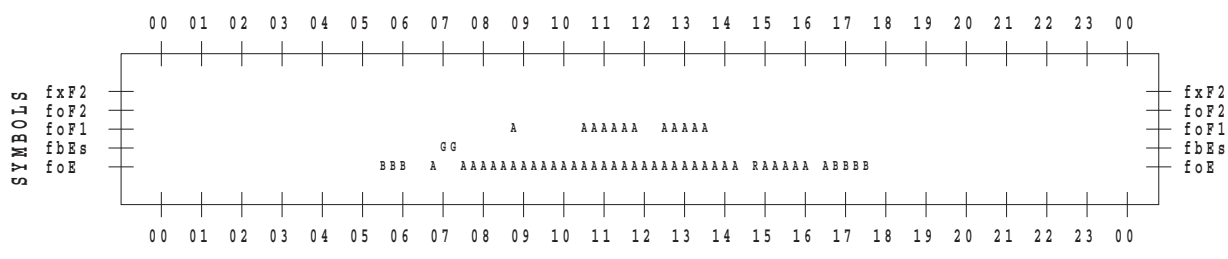 00 01 02 03 04 05 06 07 08 09 10 11 12 13 14 15 16 17 18 19 20 21 22 23 00
SYMBOLS
fxF2 fxF2
foF2 foF2
foF1 A AAAAAA AAAAA foF1
fbEs GG fbEs
foE BBB A AAAAAAAAAAAAAAAAAAAAAAAAAAAA RAAAAA ABBBB foE
00 01 02 03 04 05 06 07 08 09 10 11 12 13 14 15 16 17 18 19 20 21 22 23 00